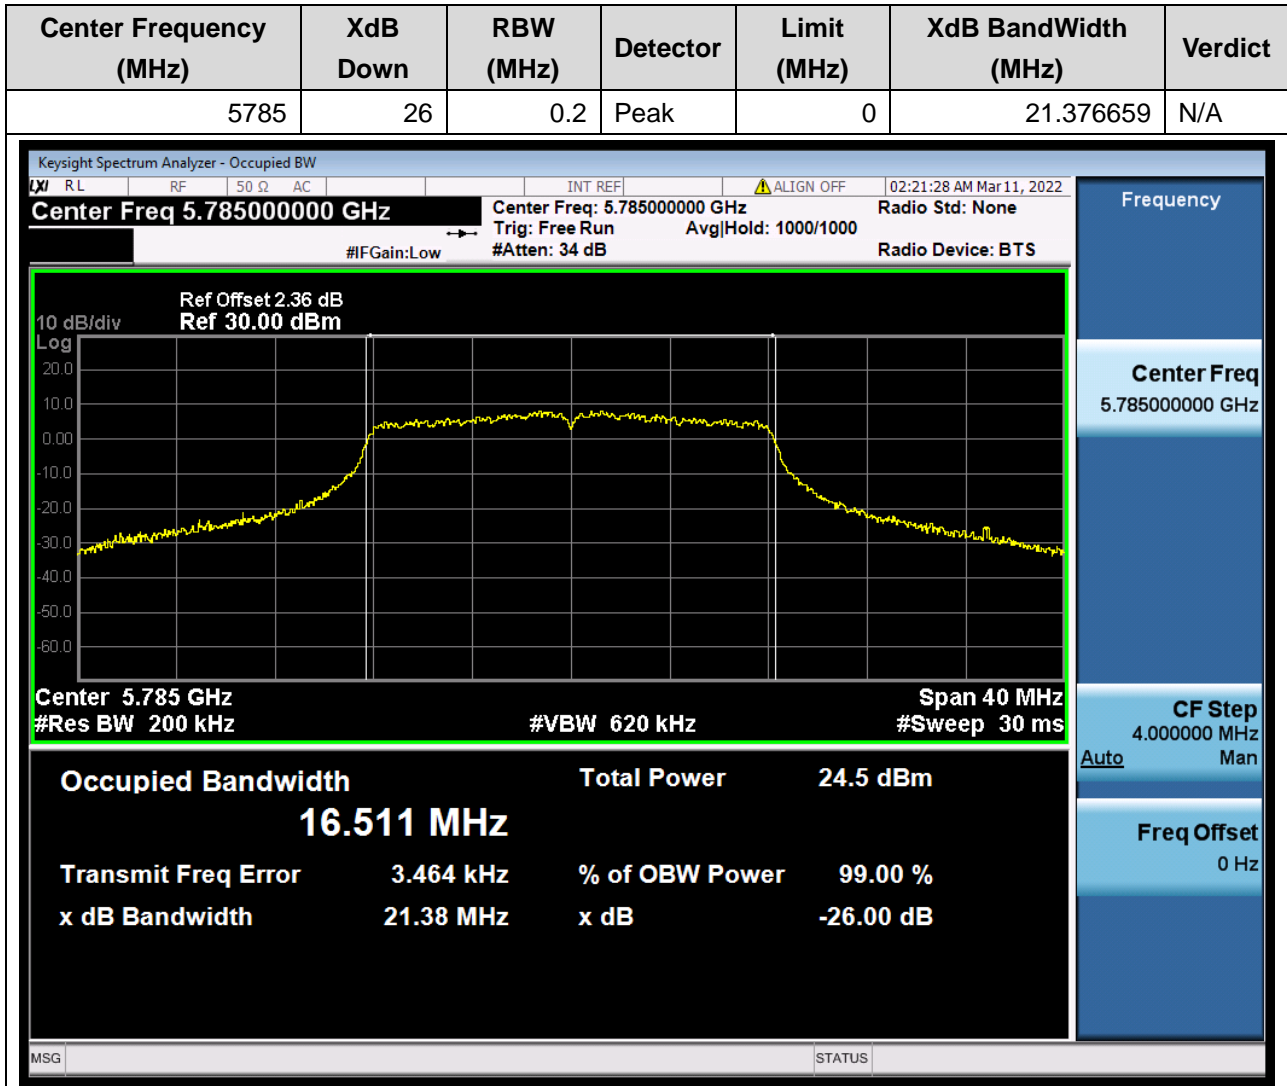 Center Frequency (MHz) XdB Down RBW (MHz) Detector Limit (MHz) XdB BandWidth (MHz) Verdict
5785 26 0.2 Peak 0 21.376659 N/A
Keysight Spectrum Analyzer - Occupied BW
LXI RL RF 50 Ω AC INT REF ALIGN OFF 02:21:28 AM Mar 11, 2022
Center Freq 5.785000000 GHz Center Freq: 5.785000000 GHz Radio Std: None
Trig: Free Run Avg|Hold: 1000/1000
#IFGain:Low #Atten: 34 dB Radio Device: BTS
Frequency
Ref Offset 2.36 dB
10 dB/div Ref 30.00 dBm
Log
20.0
10.0
0.00
-10.0
-20.0
-30.0
-40.0
-50.0
-60.0
Center 5.785 GHz Span 40 MHz
#Res BW 200 kHz #VBW 620 kHz #Sweep 30 ms
Occupied Bandwidth Total Power 24.5 dBm
16.511 MHz
Transmit Freq Error 3.464 kHz % of OBW Power 99.00 %
x dB Bandwidth 21.38 MHz x dB -26.00 dB
Center Freq
5.785000000 GHz
CF Step
4.000000 MHz
Auto Man
Freq Offset
0 Hz
MSG STATUS